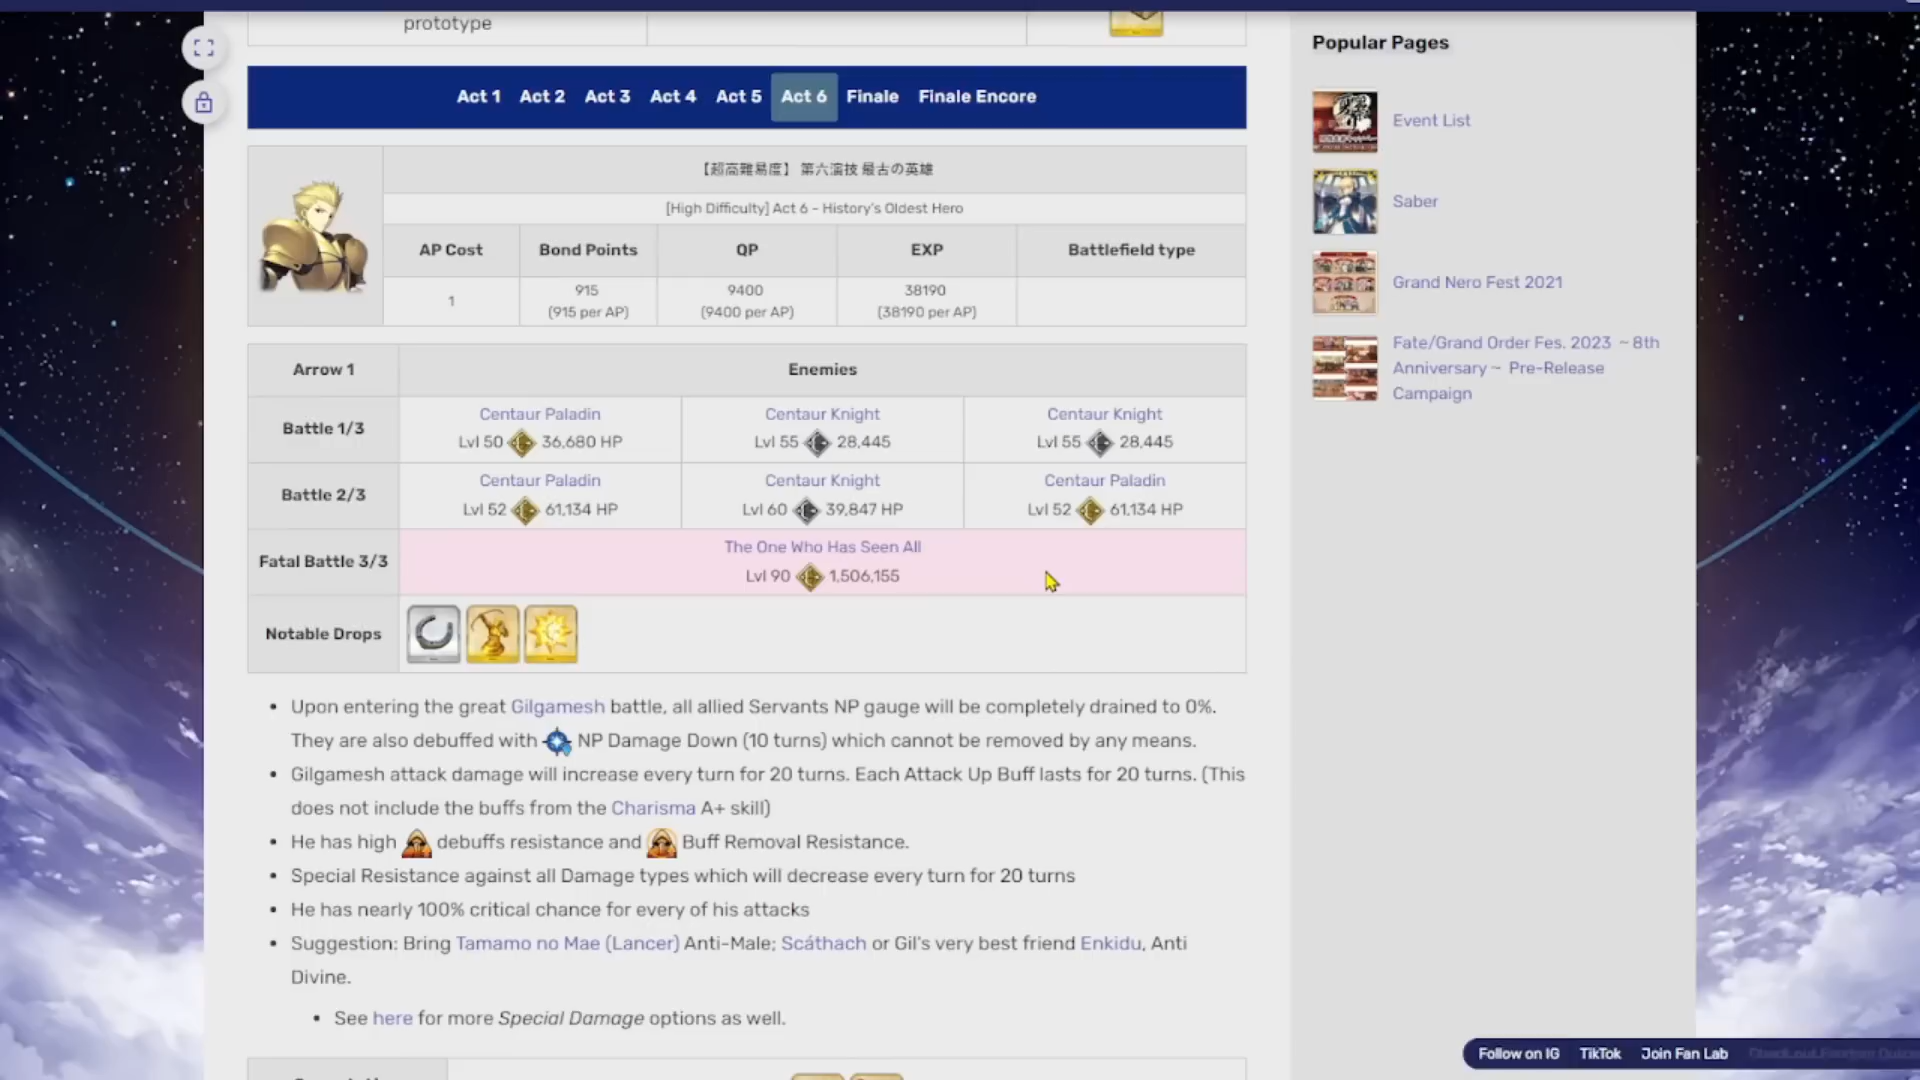 prototype
Act 1 Act 2 Act 3 Act 4 Act 5 Act 6 Finale Finale Encore
【超高難易度】 第六演技 最古の英雄
[High Difficulty] Act 6 - History's Oldest Hero
AP Cost Bond Points QP EXP Battlefield type
1 915 9400 38190
(915 per AP) (9400 per AP) (38190 per AP)
Arrow 1 Enemies
Battle 1/3 Centaur Paladin Centaur Knight Centaur Knight
Lvl 50 36,680 HP Lvl 55 28,445 Lvl 55 28,445
Battle 2/3 Centaur Paladin Centaur Knight Centaur Paladin
Lvl 52 61,134 HP Lvl 60 39,847 HP Lvl 52 61,134 HP
Fatal Battle 3/3 The One Who Has Seen All
Lvl 90 1,506,155
Notable Drops
• Upon entering the great Gilgamesh battle, all allied Servants NP gauge will be completely drained to 0%.
They are also debuffed with NP Damage Down (10 turns) which cannot be removed by any means.
• Gilgamesh attack damage will increase every turn for 20 turns. Each Attack Up Buff lasts for 20 turns. (This
does not include the buffs from the Charisma A+ skill)
• He has high debuffs resistance and Buff Removal Resistance.
• Special Resistance against all Damage types which will decrease every turn for 20 turns
• He has nearly 100% critical chance for every of his attacks
• Suggestion: Bring Tamamo no Mae (Lancer) Anti-Male; Scáthach or Gil's very best friend Enkidu, Anti
Divine.
• See here for more Special Damage options as well.
Popular Pages
Event List
Saber
Grand Nero Fest 2021
Fate/Grand Order Fes. 2023 ~8th
Anniversary~ Pre-Release
Campaign
Follow on IG TikTok Join Fan Lab